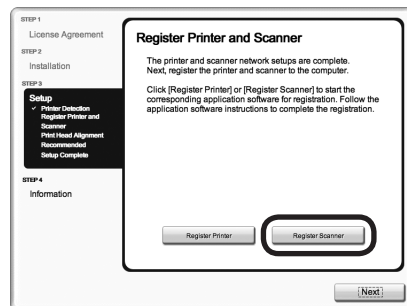 STEP 1
License Agreement
STEP 2
Installation
STEP 3
Setup
✓ Printer Detection
Register Printer and
Scanner
Print Head Alignment
Recommended
Setup Complete
STEP 4
Information
Register Printer and Scanner
The printer and scanner network setups are complete.
Next, register the printer and scanner to the computer.
Click [Register Printer] or [Register Scanner] to start the
corresponding application software for registration. Follow the
application software instructions to complete the registration.
Register Printer
Register Scanner
Next